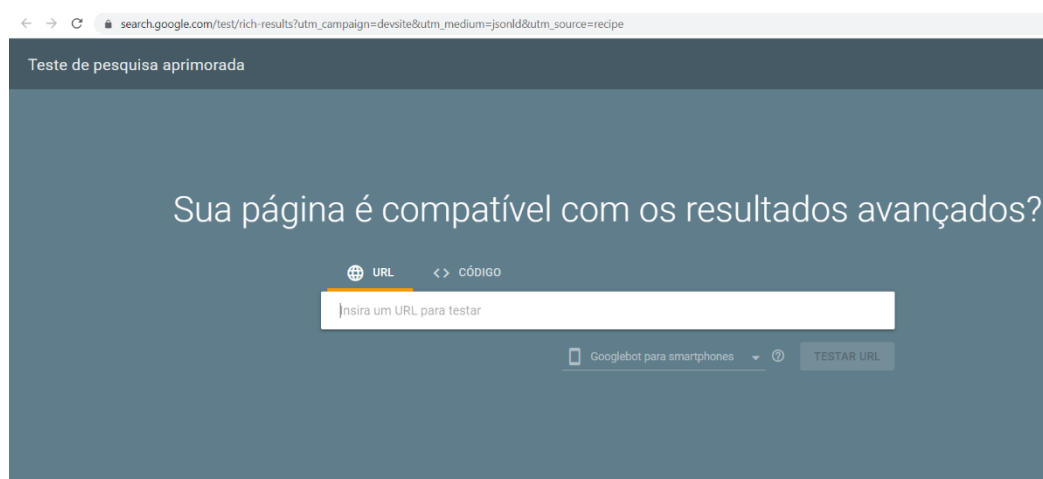 search.google.com/test/rich-results?utm_campaign=devsite&utm_medium=jsonld&utm_source=recipe
Teste de pesquisa aprimorada
Sua página é compatível com os resultados avançados?
URL <> CÓDIGO
Insira um URL para testar
Googlebot para smartphones TESTAR URL